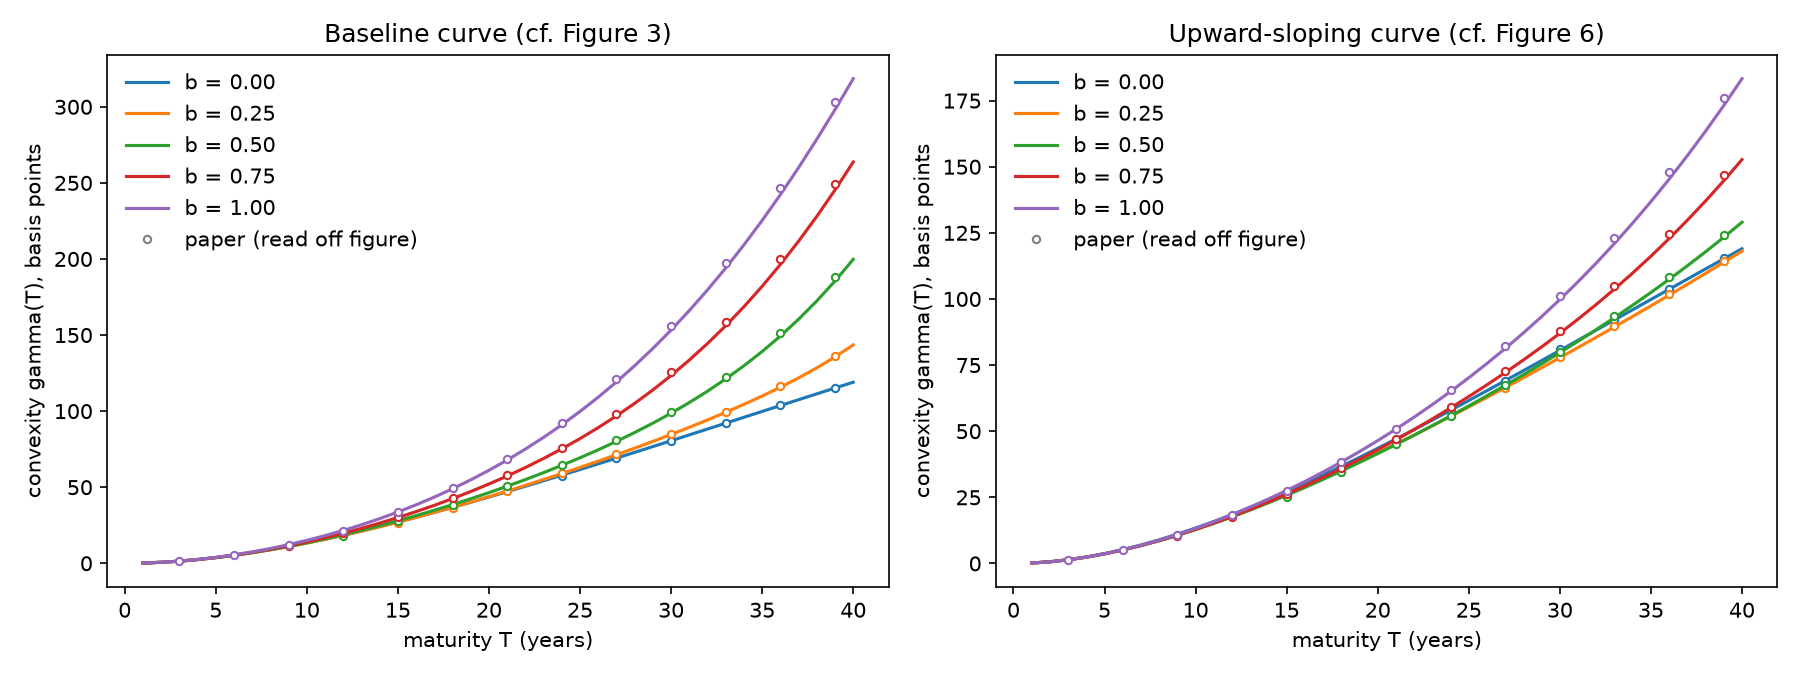 Baseline curve (cf. Figure 3)
convexity gamma(T), basis points
300
250
200
150
100
50
0
b = 0.00
b = 0.25
b = 0.50
b = 0.75
b = 1.00
paper (read off figure)
0 5 10 15 20 25 30 35 40
maturity T (years)
Upward-sloping curve (cf. Figure 6)
convexity gamma(T), basis points
175
150
125
100
75
50
25
0
b = 0.00
b = 0.25
b = 0.50
b = 0.75
b = 1.00
paper (read off figure)
0 5 10 15 20 25 30 35 40
maturity T (years)